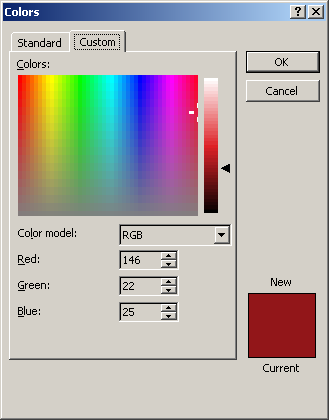 Colors
Standard
Custom
Colors:
OK
Cancel
Color model:
RGB
Red:
146
Green:
22
Blue:
25
New
Current